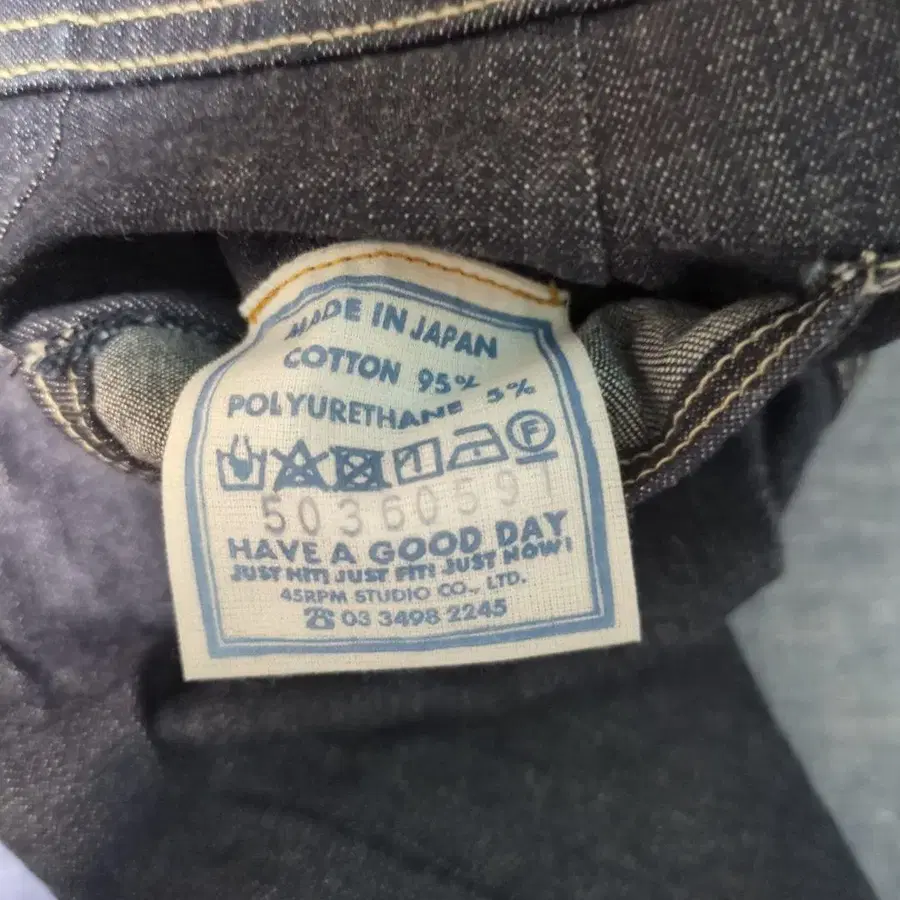 MADE IN JAPAN
COTTON 95%
POLYURETHANE 5%
1 F
50360591
HAVE A GOOD DAY
JUST HIT! JUST FIT! JUST NOW!
45RPM STUDIO CO., LTD.
☎ 03 3498 2245